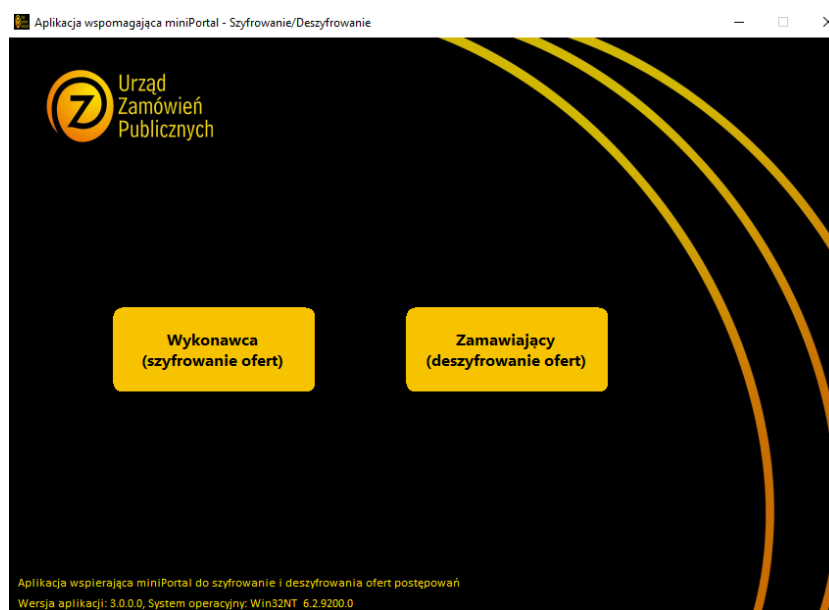 Aplikacja wspomagająca miniPortal - Szyfrowanie/Deszyfrowanie
Urząd
Zamówień
Publicznych
Wykonawca
(szyfrowanie ofert)
Zamawiający
(deszyfrowanie ofert)
Aplikacja wspierająca miniPortal do szyfrowanie i deszyfrowania ofert postępowań
Wersja aplikacji: 3.0.0.0, System operacyjny: Win32NT 6.2.9200.0